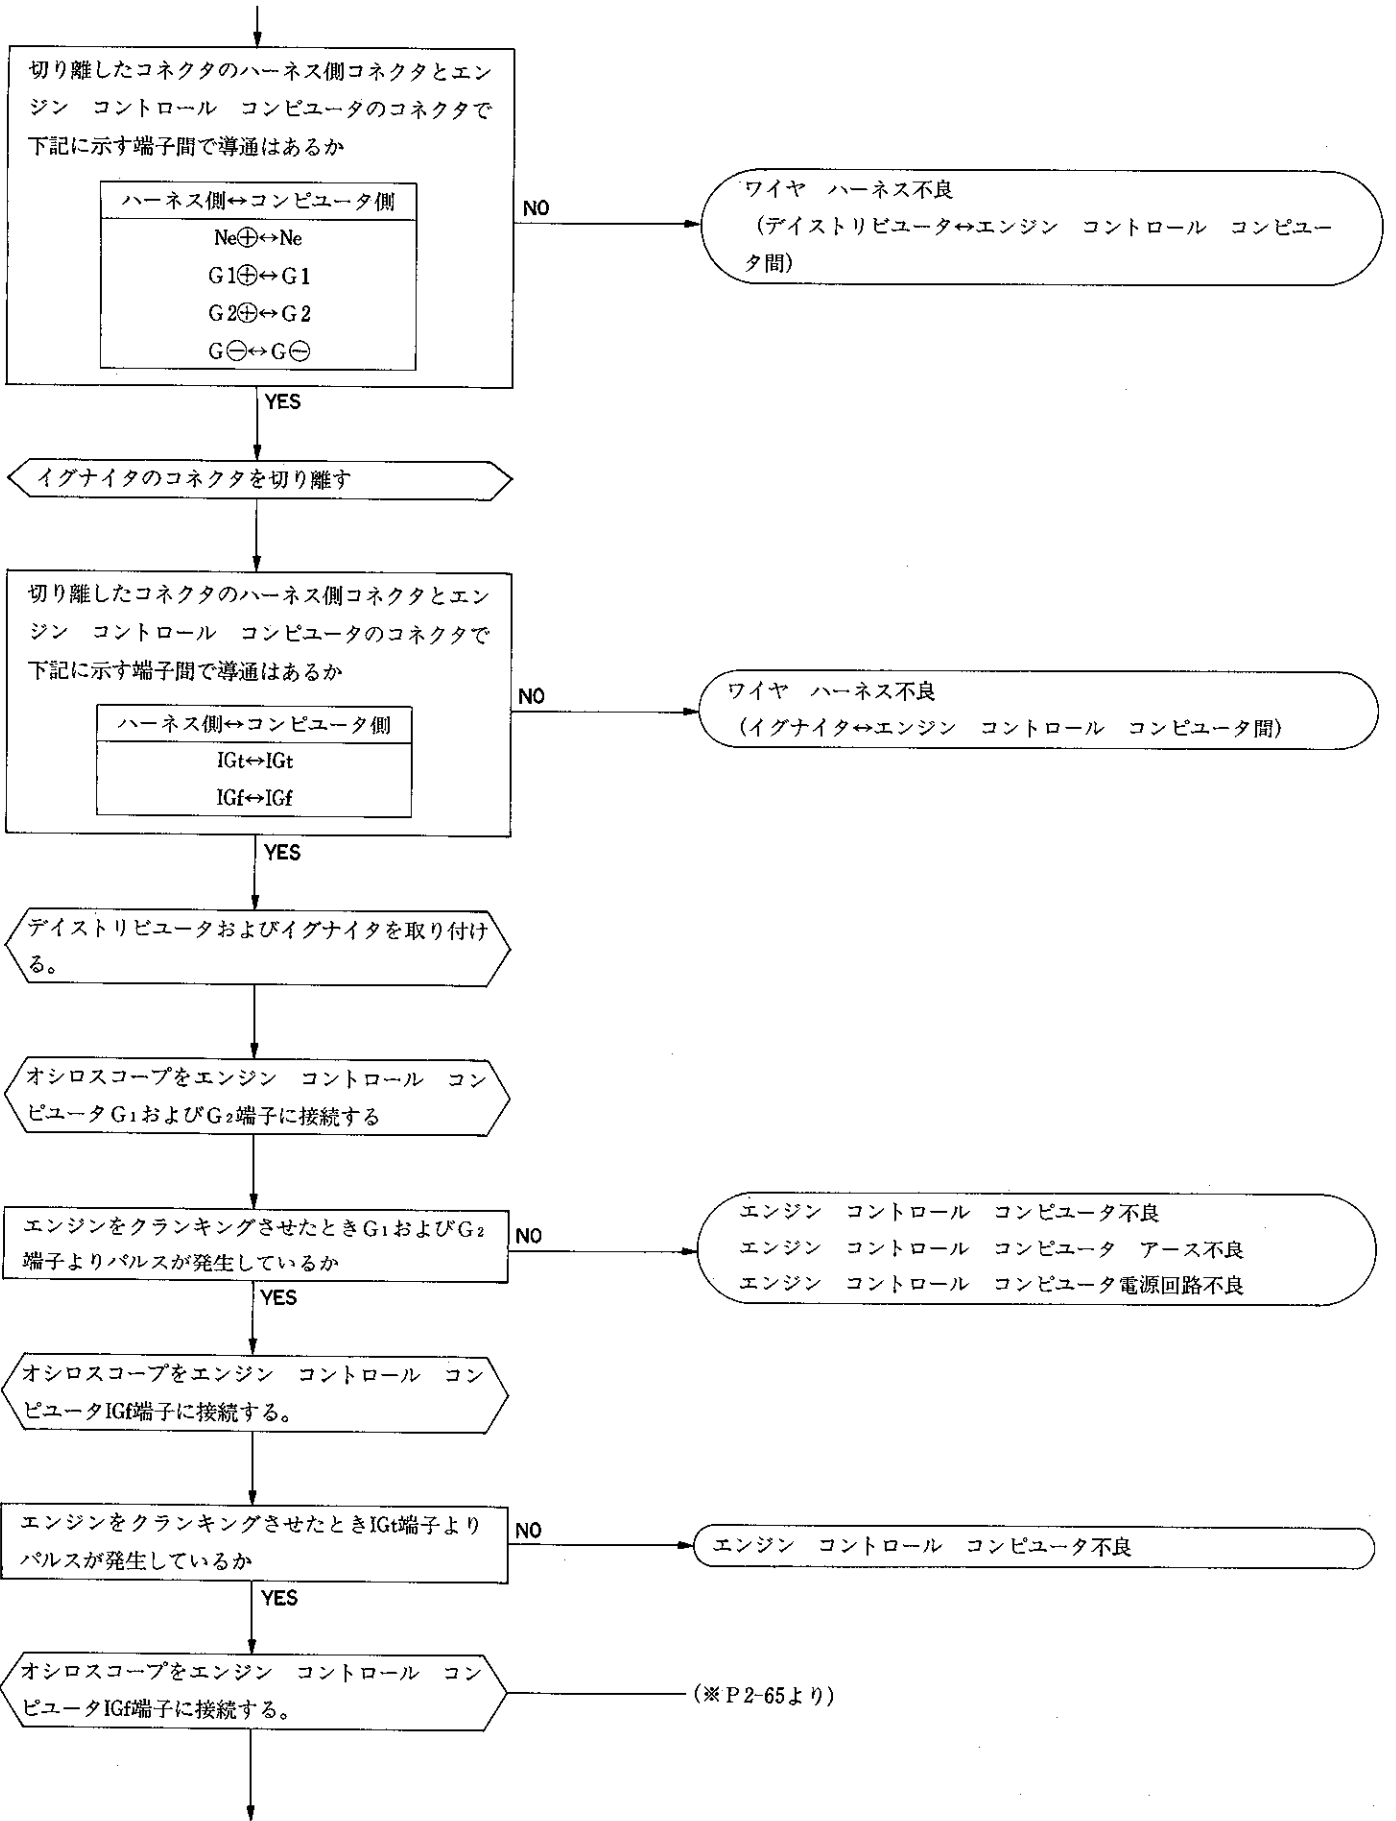 切り離したコネクタのハーネス側コネクタとエン
ジン　コントロール　コンピユータのコネクタで
下記に示す端子間で導通はあるか
ハーネス側↔コンピユータ側
Ne⊕↔Ne
G1⊕↔G1
G2⊕↔G2
G⊖↔G⊖
NO
ワイヤ　ハーネス不良
(デイストリビユータ↔エンジン　コントロール　コンピユー
タ間)
YES
イグナイタのコネクタを切り離す
切り離したコネクタのハーネス側コネクタとエン
ジン　コントロール　コンピユータのコネクタで
下記に示す端子間で導通はあるか
ハーネス側↔コンピユータ側
IGt↔IGt
IGf↔IGf
NO
ワイヤ　ハーネス不良
(イグナイタ↔エンジン　コントロール　コンピユータ間)
YES
デイストリビユータおよびイグナイタを取り付け
る。
オシロスコープをエンジン　コントロール　コン
ピユータG₁およびG₂端子に接続する
エンジンをクランキングさせたときG₁およびG₂
端子よりパルスが発生しているか
NO
エンジン　コントロール　コンピユータ不良
エンジン　コントロール　コンピユータ　アース不良
エンジン　コントロール　コンピユータ電源回路不良
YES
オシロスコープをエンジン　コントロール　コン
ピユータIGf端子に接続する。
エンジンをクランキングさせたときIGt端子より
パルスが発生しているか
NO
エンジン　コントロール　コンピユータ不良
YES
オシロスコープをエンジン　コントロール　コン
ピユータIGf端子に接続する。
(※P2-65より)